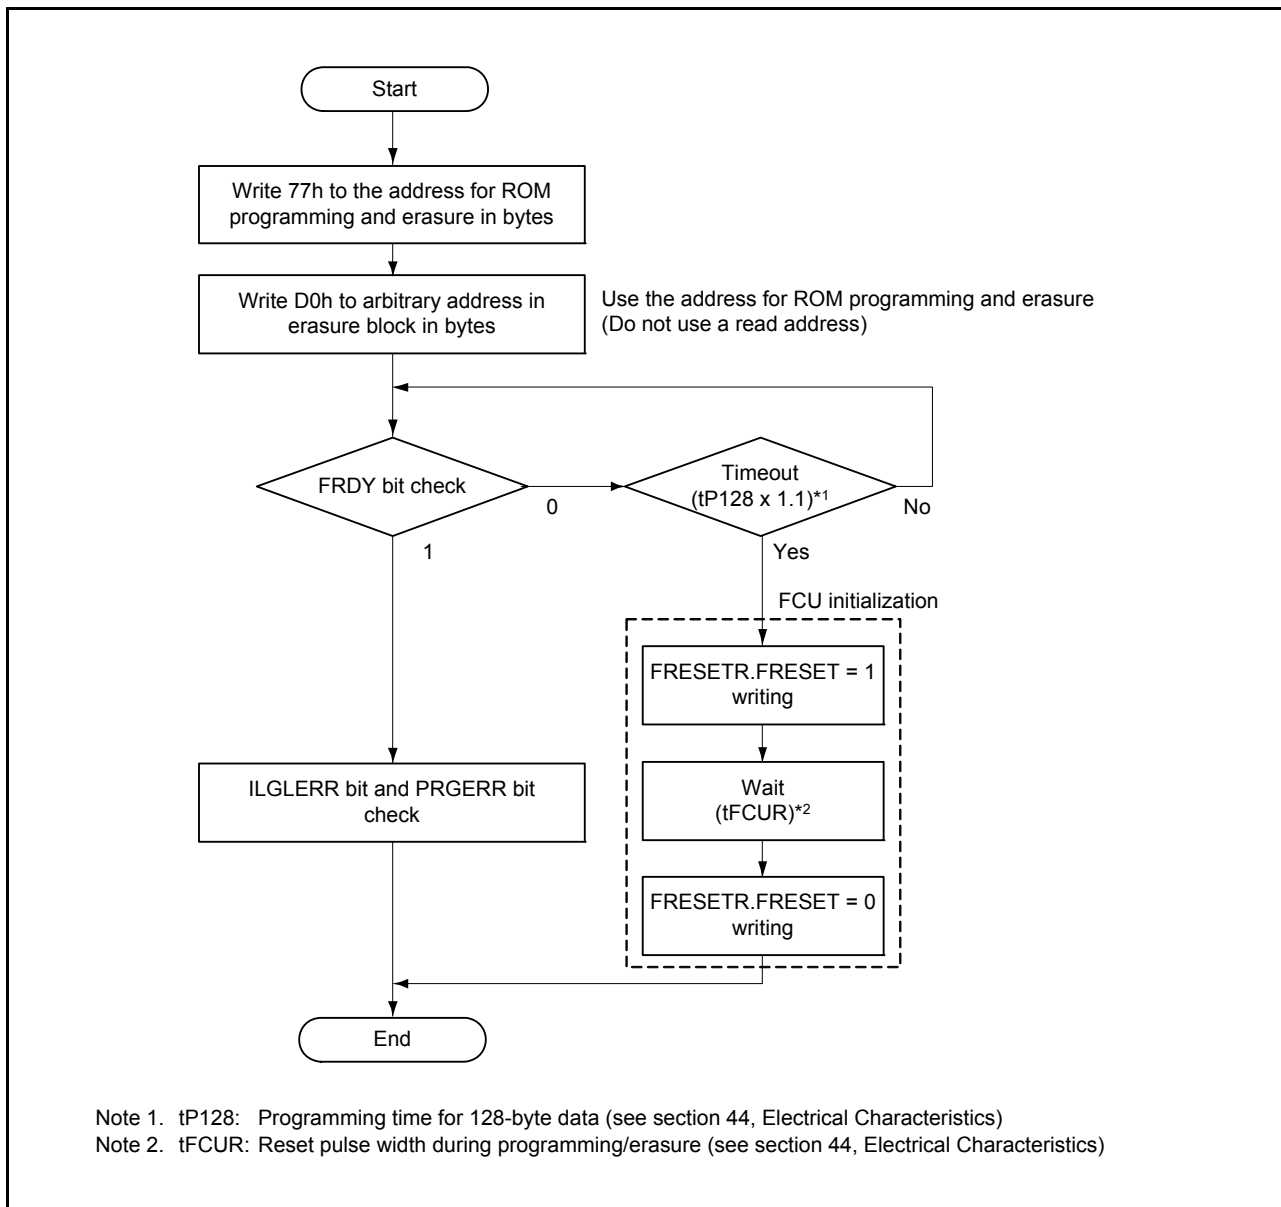 Start
Write 77h to the address for ROM
programming and erasure in bytes
Write D0h to arbitrary address in
erasure block in bytes
Use the address for ROM programming and erasure
(Do not use a read address)
FRDY bit check
0
1
Timeout
(tP128 x 1.1)*1
No
Yes
FCU initialization
FRESETR.FRESET = 1
writing
Wait
(tFCUR)*2
FRESETR.FRESET = 0
writing
ILGLERR bit and PRGERR bit
check
End
Note 1. tP128: Programming time for 128-byte data (see section 44, Electrical Characteristics)
Note 2. tFCUR: Reset pulse width during programming/erasure (see section 44, Electrical Characteristics)